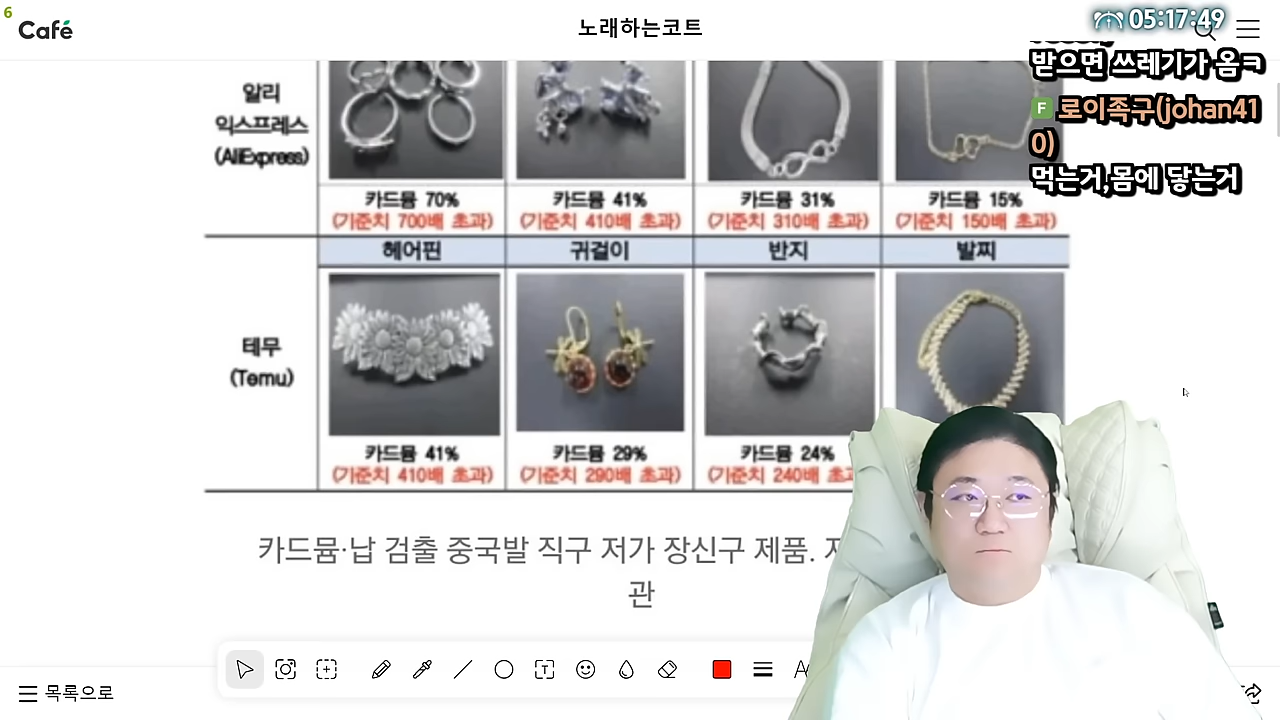 6
Café
노래하는코트
05:17:49
받으면 쓰레기가 옴ㅋ
F 로이족구(johan41
0)
먹는거,몸에 닿는거
알리
익스프레스
(AliExpress)
카드뮴 70%
카드뮴 41%
카드뮴 31%
카드뮴 15%
(기준치 700배 초과)
(기준치 410배 초과)
(기준치 310배 초과)
(기준치 150배 초과)
헤어핀
귀걸이
반지
발찌
테무
(Temu)
카드뮴 41%
카드뮴 29%
카드뮴 24%
(기준치 410배 초과)
(기준치 290배 초과)
(기준치 240배 초과)
카드뮴·납 검출 중국발 직구 저가 장신구 제품.
관
T
목록으로